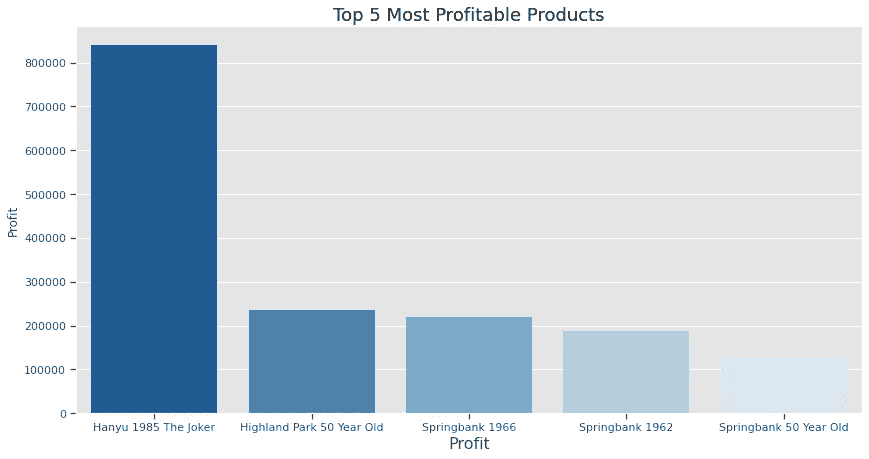 Top 5 Most Profitable Products
800000
700000
600000
500000
400000
300000
200000
100000
0
Profit
Hanyu 1985 The Joker Highland Park 50 Year Old Springbank 1966 Springbank 1962 Springbank 50 Year Old
Profit